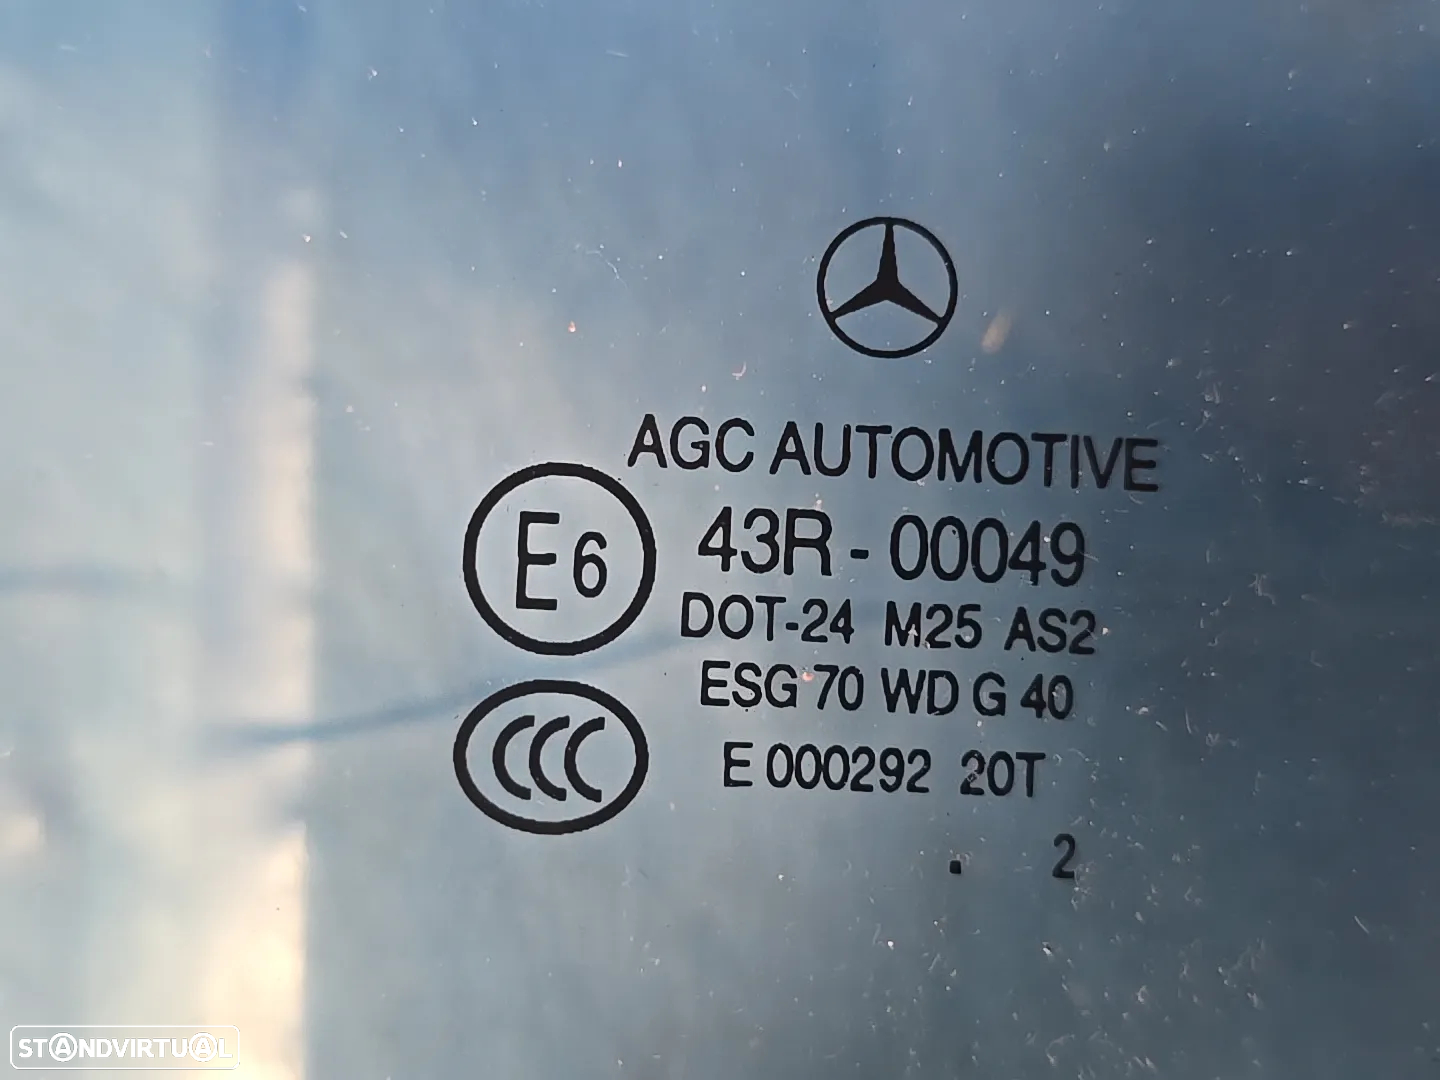 AGC AUTOMOTIVE
E6
43R - 00049
DOT-24 M25 AS2
ESG 70 WD G 40
CCC
E 000292 20T
. 2
STANDVIRTUAL